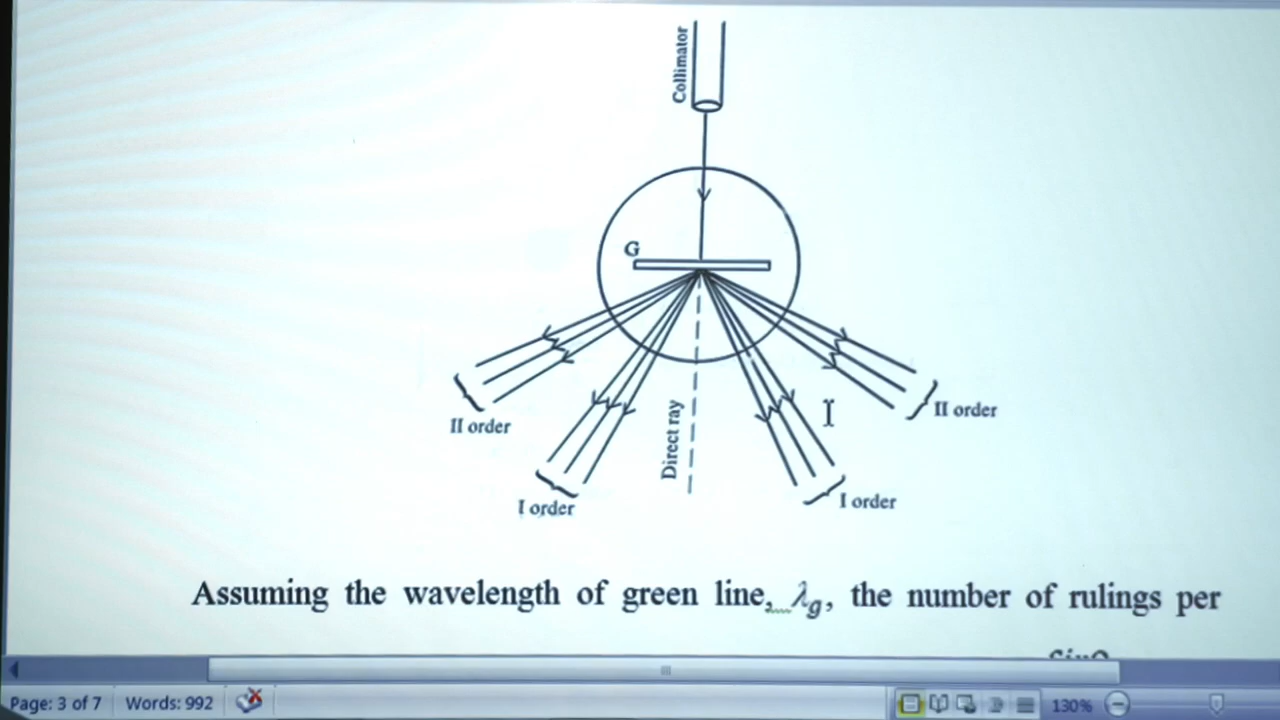 Collimator
G
Direct ray
II order
II order
I order
I order
Assuming the wavelength of green line, λg, the number of rulings per
Page: 3 of 7 Words: 992 130%